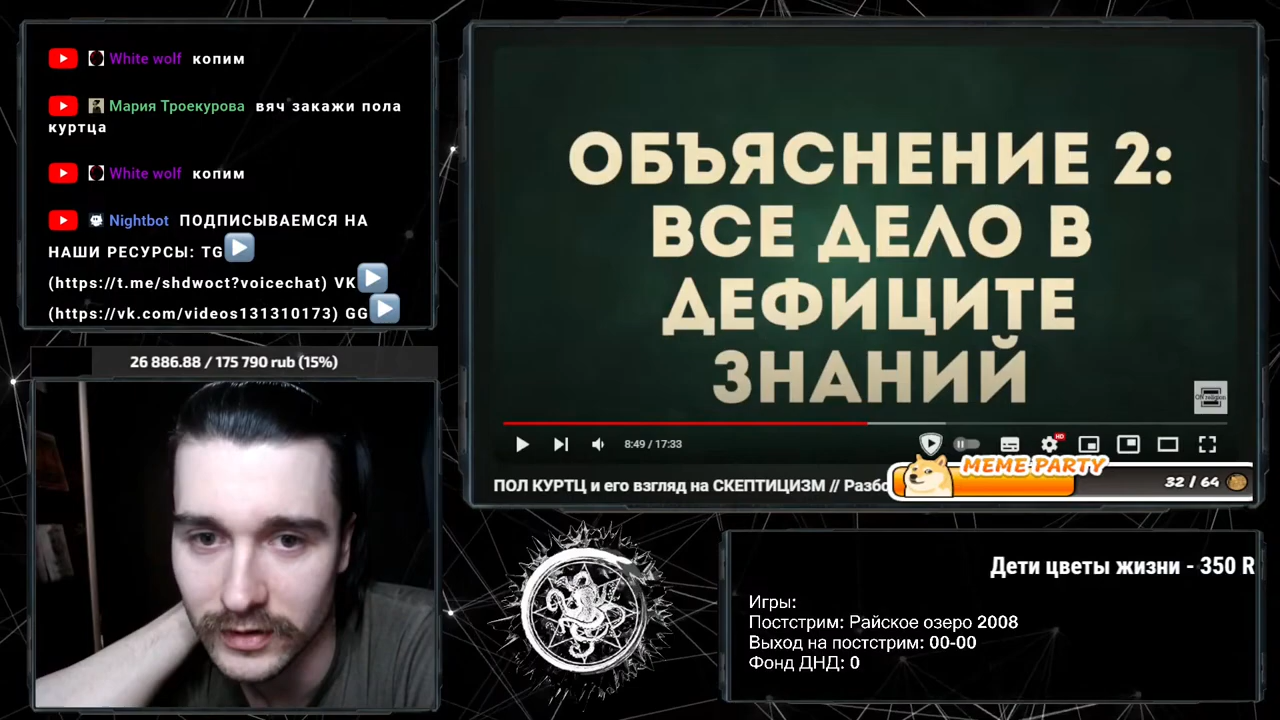 White wolf копим
Мария Троекурова вяч закажи пола
куртца
White wolf копим
Nightbot ПОДПИСЫВАЕМСЯ НА
НАШИ РЕСУРСЫ: TG
(https://t.me/shdwoct?voicechat) VK
(https://vk.com/videos131310173) GG
26 886.88 / 175 790 rub (15%)
ОБЪЯСНЕНИЕ 2:
ВСЕ ДЕЛО В
ДЕФИЦИТЕ
ЗНАНИЙ
ON religion
8:49 / 17:33
HD
MEME PARTY
32 / 64
ПОЛ КУРТЦ и его взгляд на СКЕПТИЦИЗМ // Разбо
Дети цветы жизни - 350 R
Игры:
Постстрим: Райское озеро 2008
Выход на постстрим: 00-00
Фонд ДНД: 0